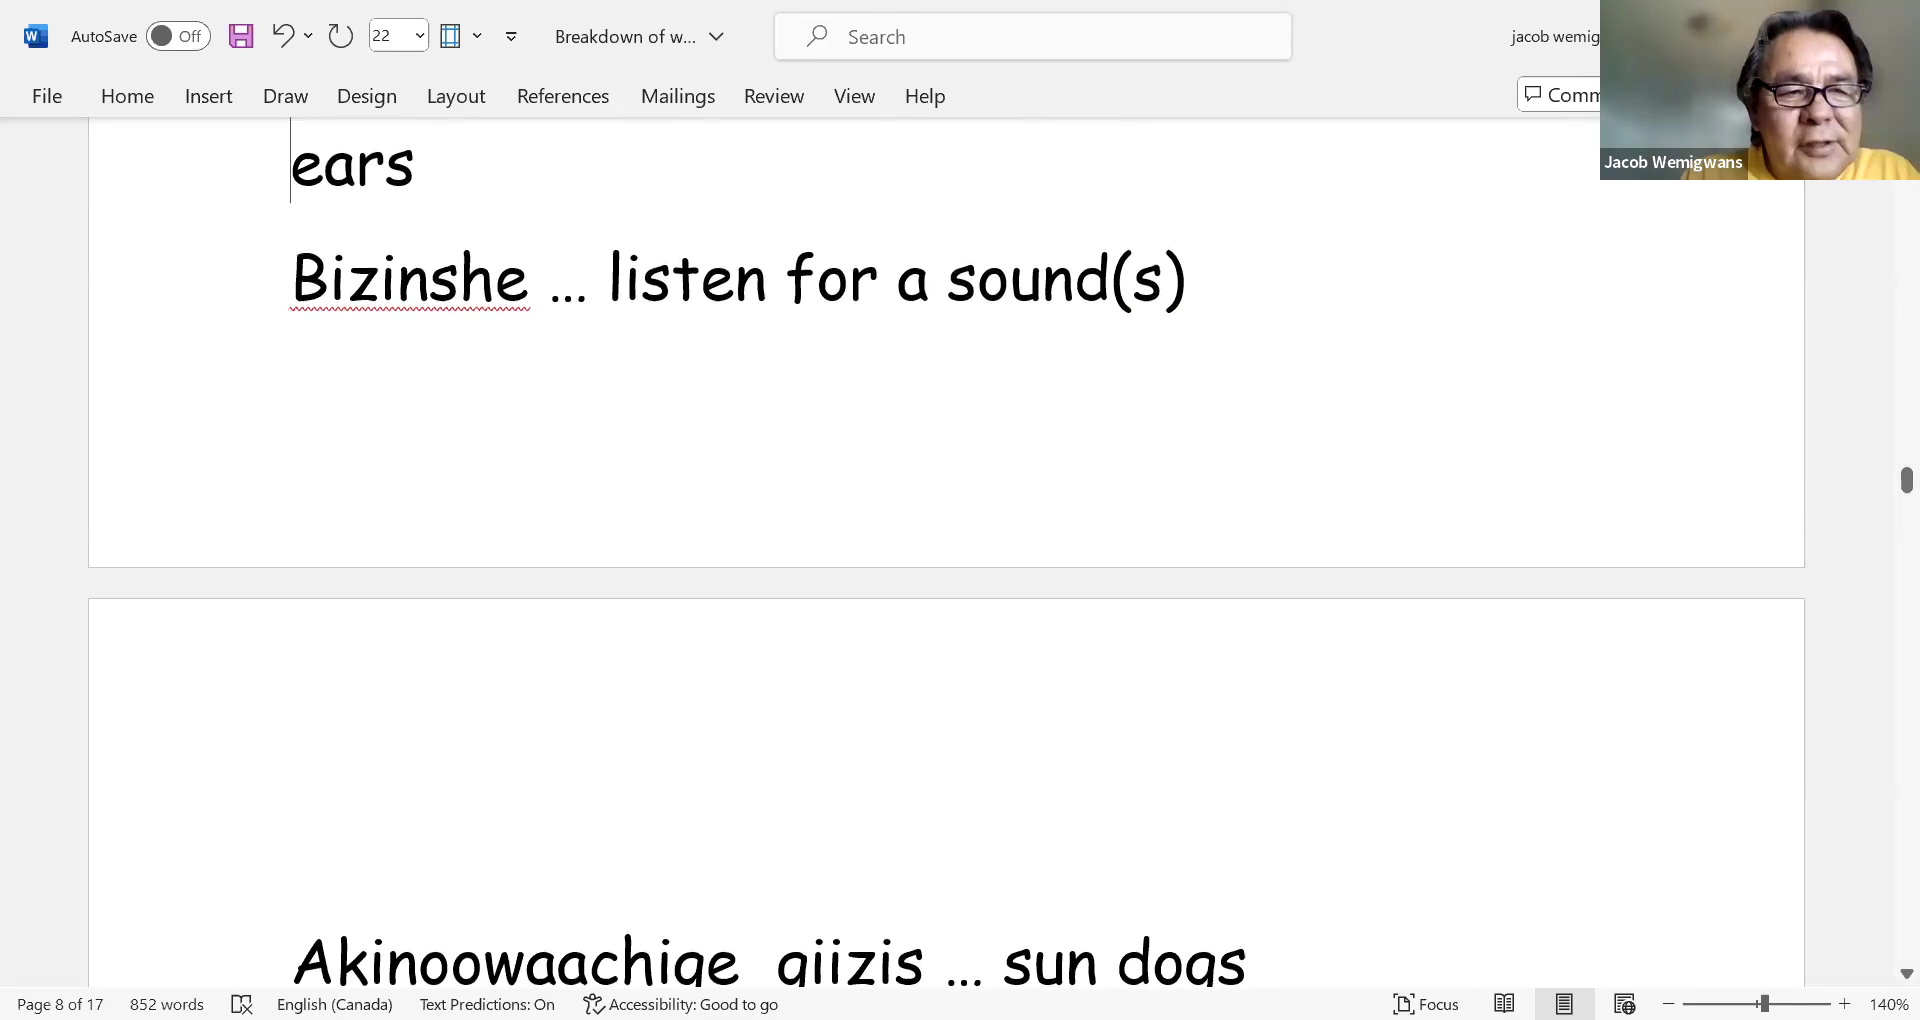 AutoSave Off 22 Breakdown of w... Search jacob wemig
File Home Insert Draw Design Layout References Mailings Review View Help Comm
Jacob Wemigwans
ears
Bizinshe ... listen for a sound(s)
Akinoowaachige giizis ... sun dogs
Page 8 of 17 852 words English (Canada) Text Predictions: On Accessibility: Good to go Focus 140%